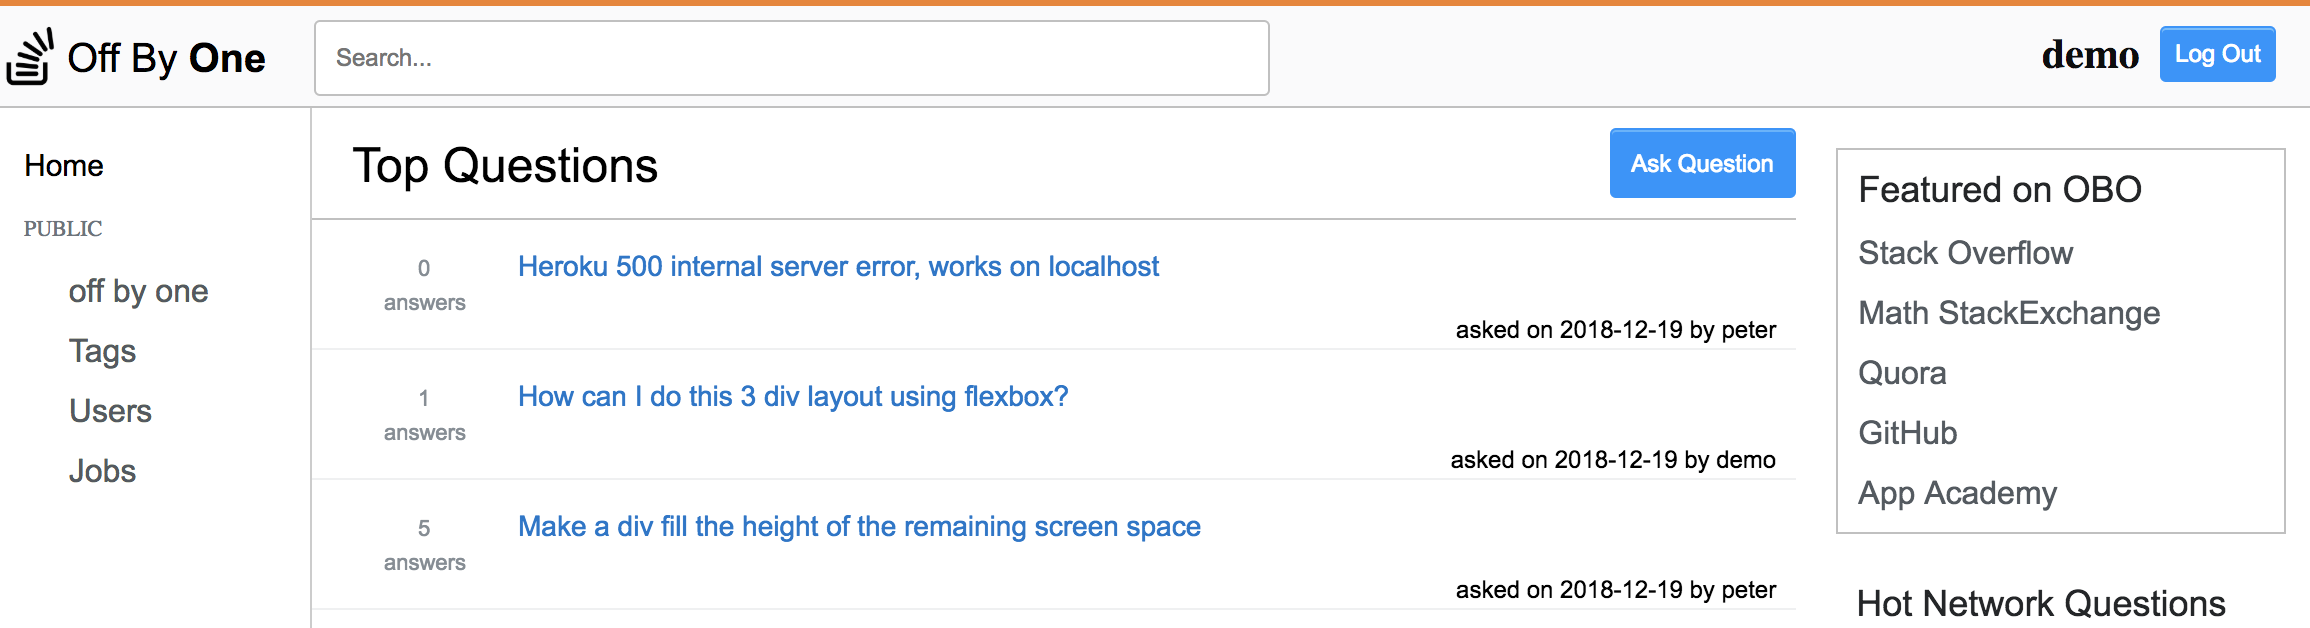 Off By One
Search...
demo
Log Out
Home
PUBLIC
off by one
Tags
Users
Jobs
Top Questions
Ask Question
0
answers
Heroku 500 internal server error, works on localhost
asked on 2018-12-19 by peter
1
answers
How can I do this 3 div layout using flexbox?
asked on 2018-12-19 by demo
5
answers
Make a div fill the height of the remaining screen space
asked on 2018-12-19 by peter
Featured on OBO
Stack Overflow
Math StackExchange
Quora
GitHub
App Academy
Hot Network Questions